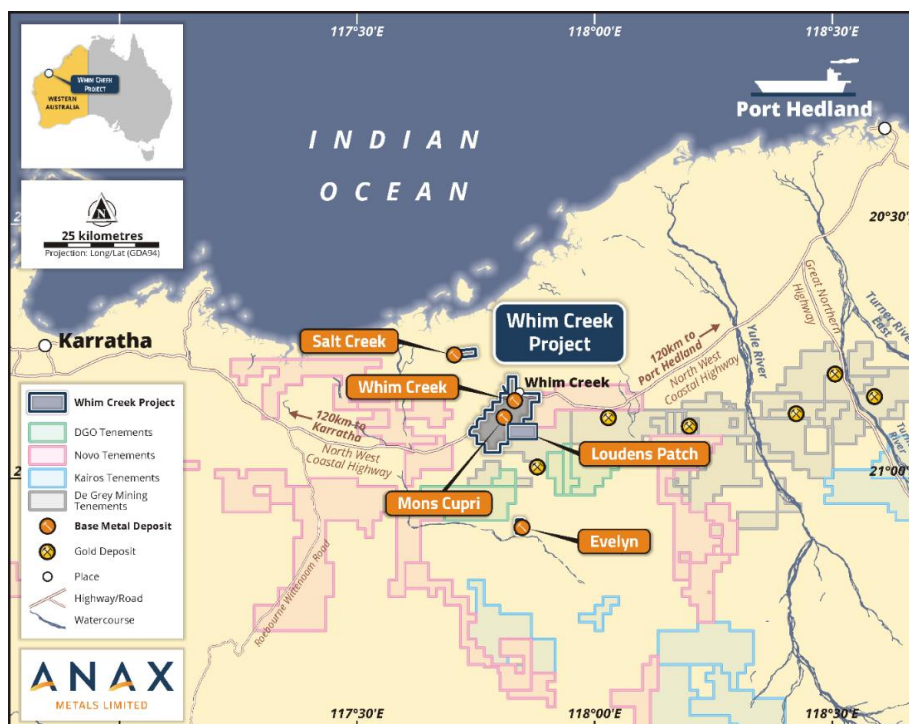 117°30'E
118°00'E
118°30'E
WHIM CREEK
PROJECT
WESTERN
AUSTRALIA
N
25 kilometres
Projection: Long/Lat (GDA94)
INDIAN
OCEAN
Port Hedland
20°30'
Karratha
Salt Creek
Whim Creek
Project
Whim Creek
Whim Creek
120km to
Port Hedland
North West
Coastal Highway
Yule River
Great Northern
Highway
Turner River
East
Turner
River
120km to
Karratha
North West
Coastal Highway
Loudens Patch
21°00'
Mons Cupri
Evelyn
Roebourne Wittenoom Road
Whim Creek Project
DGO Tenements
Novo Tenements
Kairos Tenements
De Grey Mining
Tenements
Base Metal Deposit
Gold Deposit
Place
Highway/Road
Watercourse
ANAX
METALS LIMITED
117°30'E
118°00'E
118°30'E